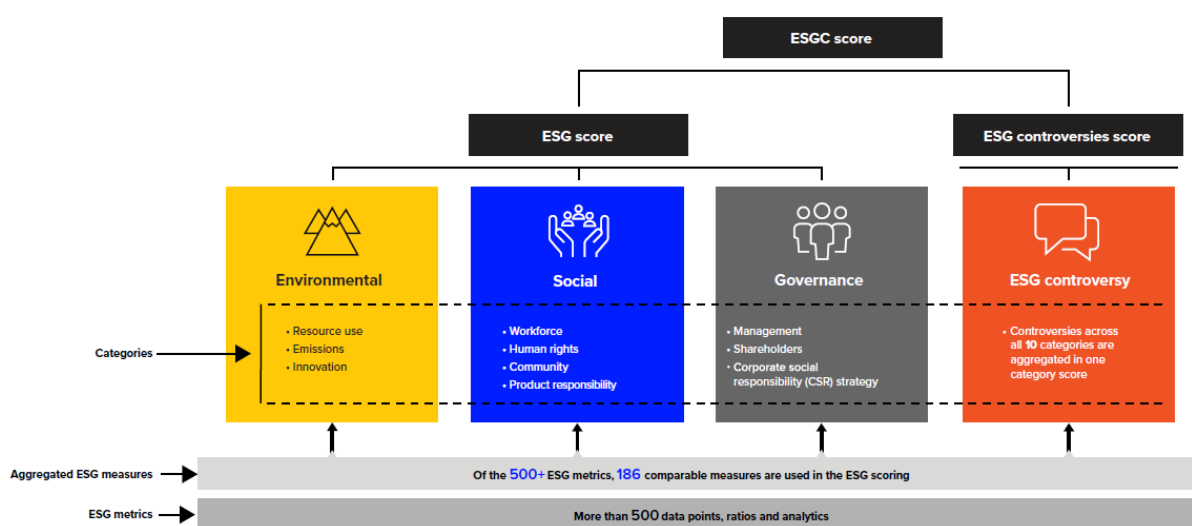 ESGC score
ESG score
ESG controversies score
Environmental
Social
Governance
ESG controversy
Categories
• Resource use
• Emissions
• Innovation
• Workforce
• Human rights
• Community
• Product responsibility
• Management
• Shareholders
• Corporate social
responsibility (CSR) strategy
• Controversies across
all 10 categories are
aggregated in one
category score
Aggregated ESG measures
Of the 500+ ESG metrics, 186 comparable measures are used in the ESG scoring
ESG metrics
More than 500 data points, ratios and analytics